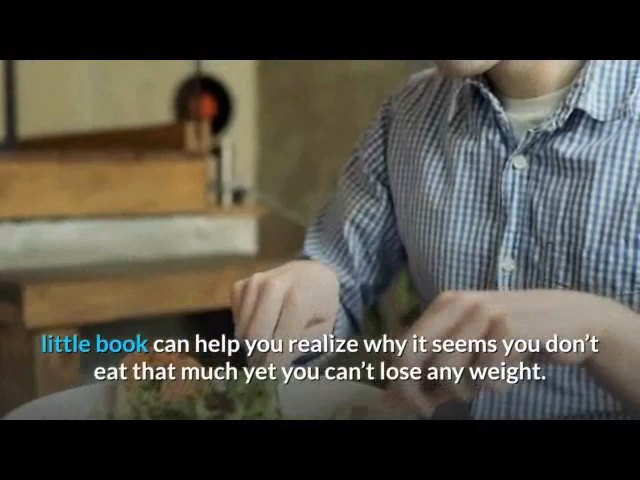 little book can help you realize why it seems you don't
eat that much yet you can't lose any weight.